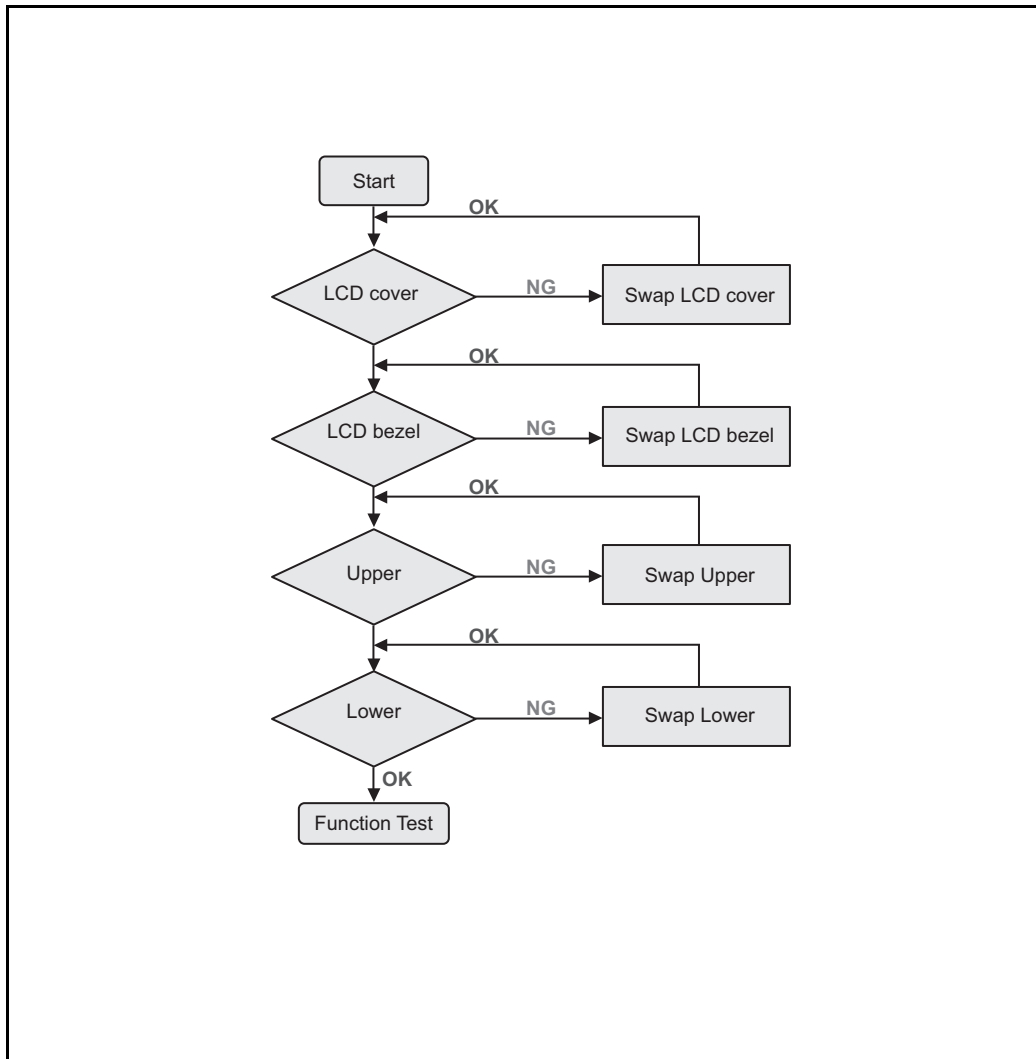 Start
OK
LCD cover
NG
Swap LCD cover
OK
LCD bezel
NG
Swap LCD bezel
OK
Upper
NG
Swap Upper
OK
Lower
NG
Swap Lower
OK
Function Test